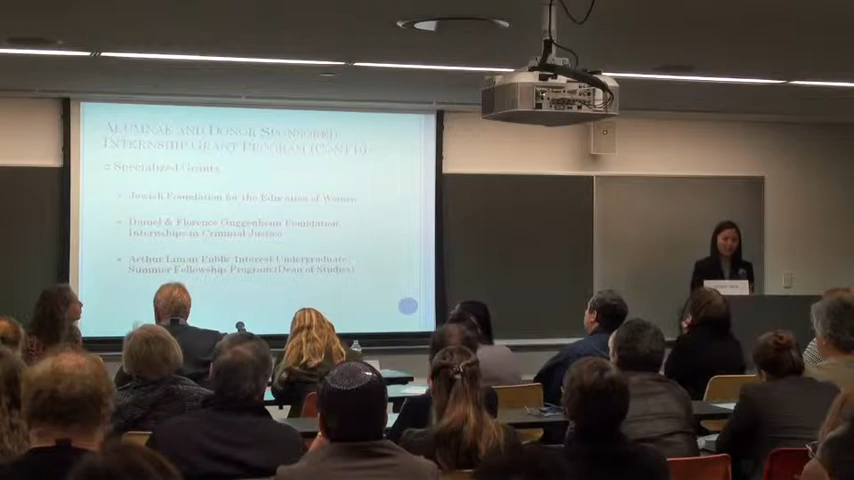 Alumnae and Donor Sponsored
Internship Grant Program (Cont'd)
Specialized Grants
Jewish Foundation for the Education of Women
Daniel & Florence Guggenheim Foundation
Internships in Criminal Justice
Arthur Liman Public Interest Undergraduate
Summer Fellowship Program (Dean of Studies)